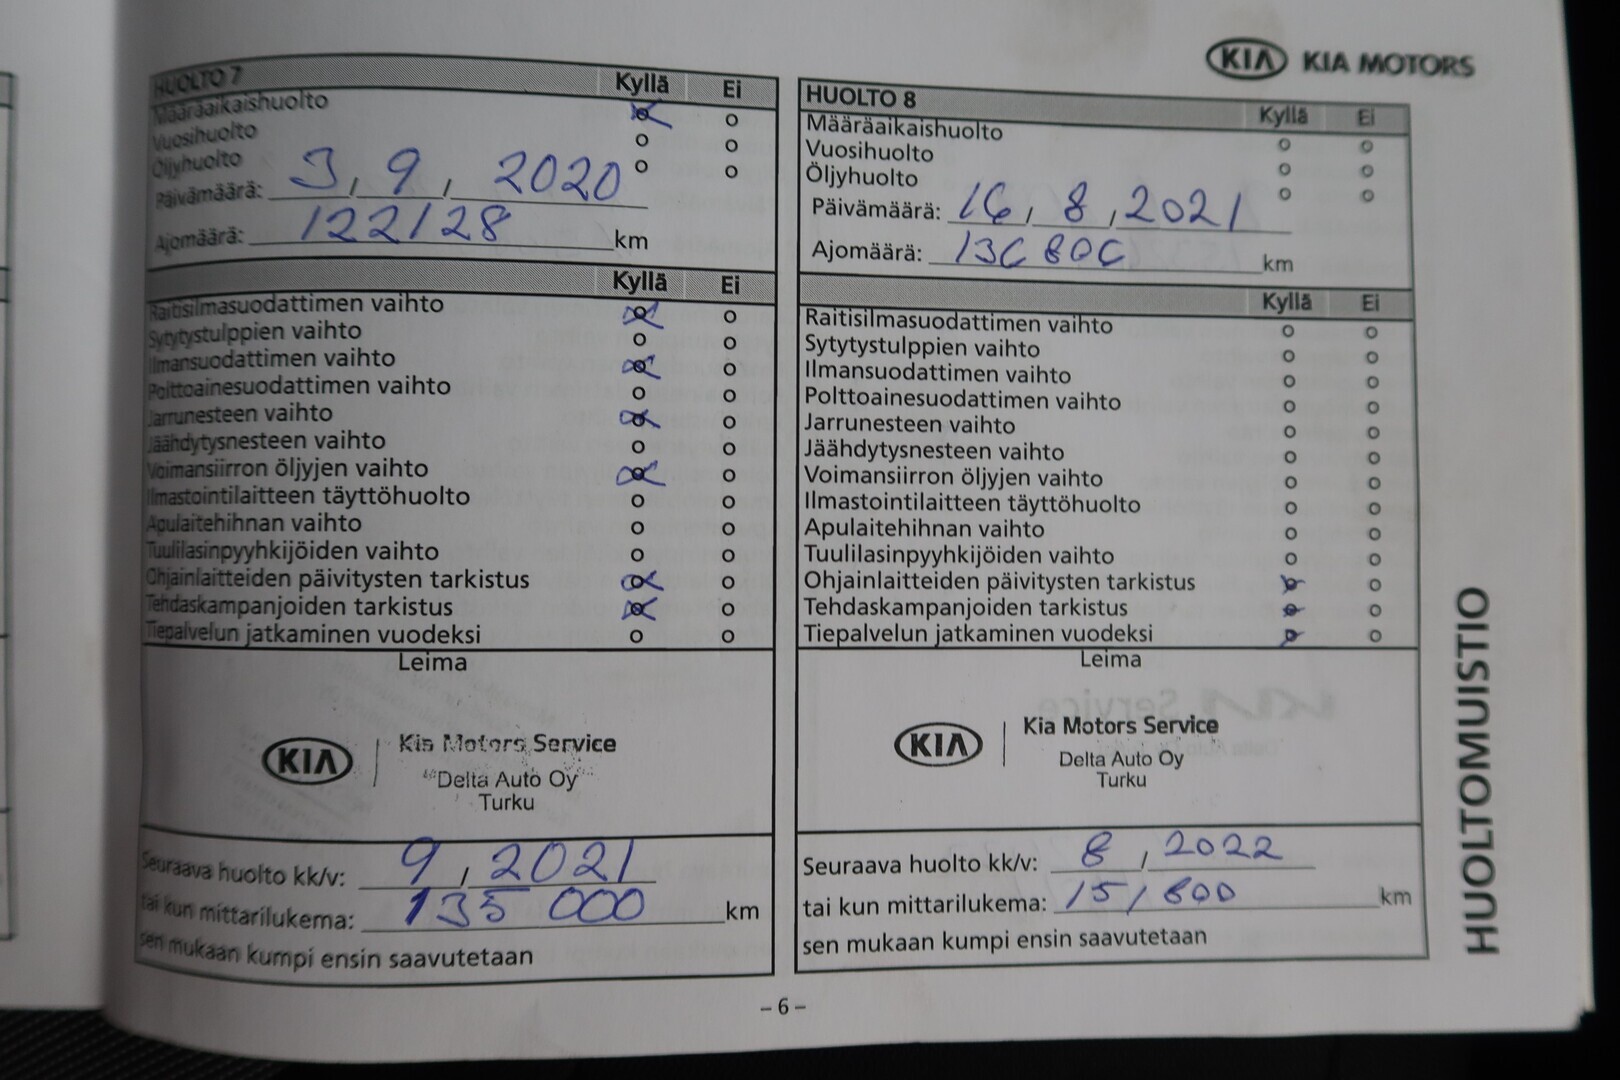 KIA KIA MOTORS
HUOLTO 7 Kyllä Ei
Määräaikaishuolto
Vuosihuolto
Öljyhuolto
Päivämäärä: 3, 9, 2020
Ajomäärä: 122128 km
Kyllä Ei
Raitisilmasuodattimen vaihto
Sytytystulppien vaihto
Ilmansuodattimen vaihto
Polttoainesuodattimen vaihto
Jarrunesteen vaihto
Jäähdytysnesteen vaihto
Voimansiirron öljyjen vaihto
Ilmastointilaitteen täyttöhuolto
Apulaitehihnan vaihto
Tuulilasinpyyhkijöiden vaihto
Ohjainlaitteiden päivitysten tarkistus
Tehdaskampanjoiden tarkistus
Tiepalvelun jatkaminen vuodeksi
Leima
KIA Kia Motors Service
Delta Auto Oy
Turku
Seuraava huolto kk/v: 9, 2021
tai kun mittarilukema: 135 000 km
sen mukaan kumpi ensin saavutetaan
HUOLTO 8 Kyllä Ei
Määräaikaishuolto
Vuosihuolto
Öljyhuolto
Päivämäärä: 16, 8, 2021
Ajomäärä: 136 806 km
Kyllä Ei
Raitisilmasuodattimen vaihto
Sytytystulppien vaihto
Ilmansuodattimen vaihto
Polttoainesuodattimen vaihto
Jarrunesteen vaihto
Jäähdytysnesteen vaihto
Voimansiirron öljyjen vaihto
Ilmastointilaitteen täyttöhuolto
Apulaitehihnan vaihto
Tuulilasinpyyhkijöiden vaihto
Ohjainlaitteiden päivitysten tarkistus
Tehdaskampanjoiden tarkistus
Tiepalvelun jatkaminen vuodeksi
Leima
KIA Kia Motors Service
Delta Auto Oy
Turku
Seuraava huolto kk/v: 8, 2022
tai kun mittarilukema: 151800 km
sen mukaan kumpi ensin saavutetaan
HUOLTOMUISTIO
– 6 –